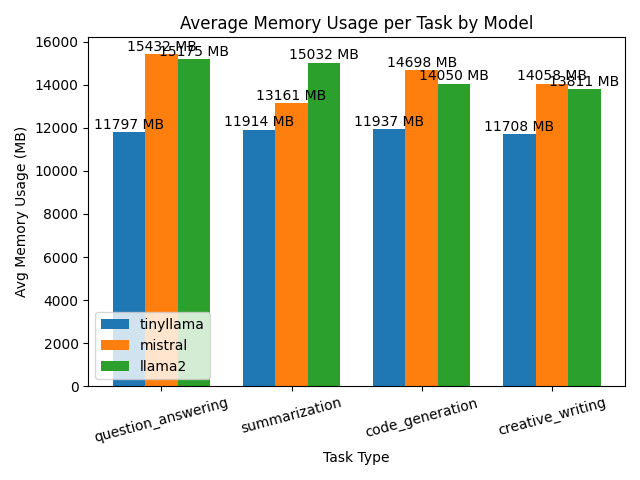 Average Memory Usage per Task by Model
Avg Memory Usage (MB)
16000
14000
12000
10000
8000
6000
4000
2000
0
11797 MB
15432 MB
15175 MB
11914 MB
13161 MB
15032 MB
11937 MB
14698 MB
14050 MB
11708 MB
14058 MB
13811 MB
tinyllama
mistral
llama2
question_answering
summarization
code_generation
creative_writing
Task Type